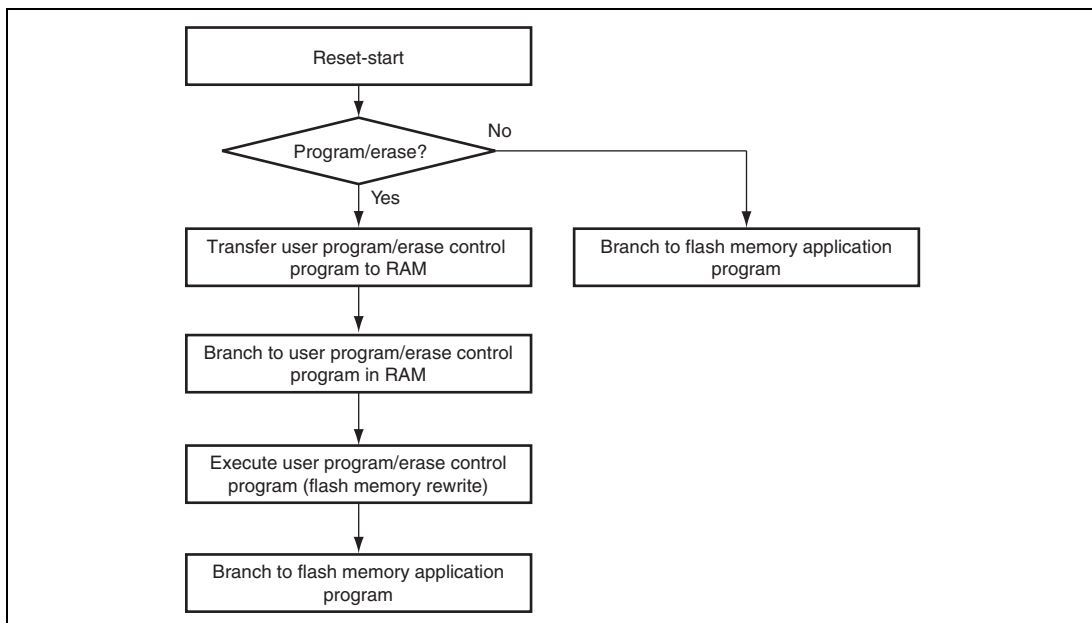 Reset-start
Program/erase?
No
Yes
Transfer user program/erase control
program to RAM
Branch to flash memory application
program
Branch to user program/erase control
program in RAM
Execute user program/erase control
program (flash memory rewrite)
Branch to flash memory application
program